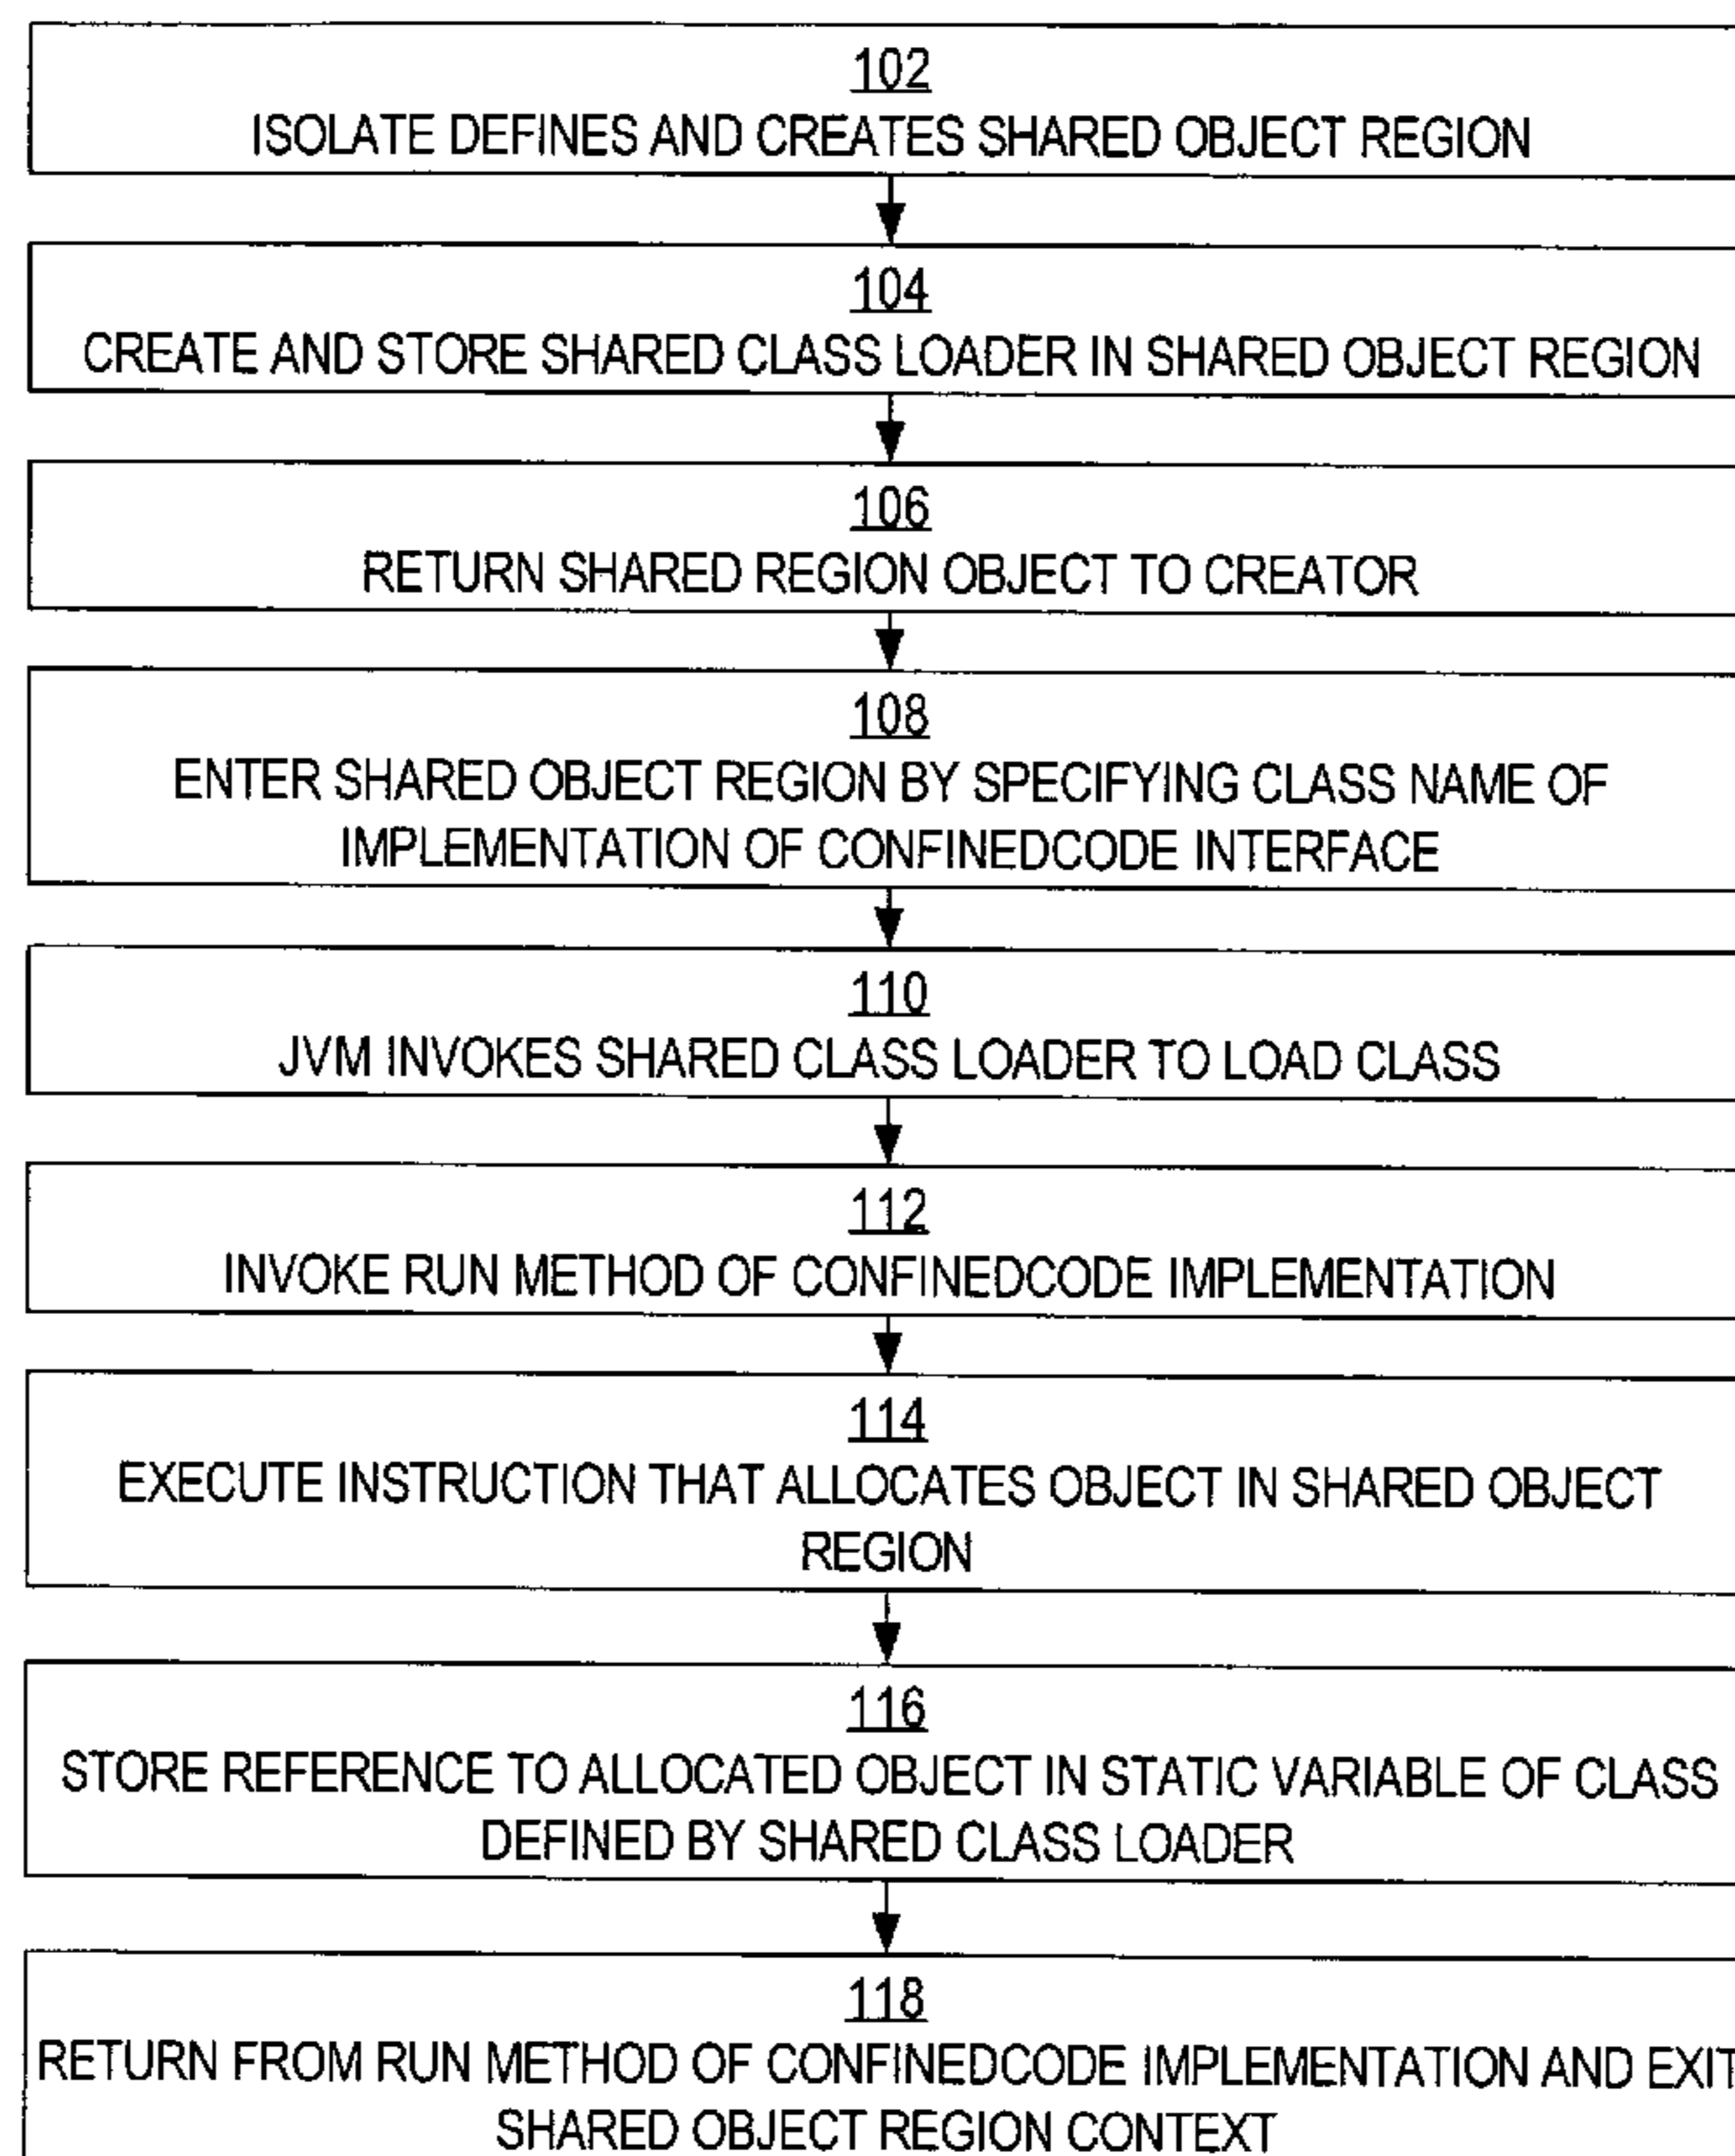 102
ISOLATE DEFINES AND CREATES SHARED OBJECT REGION
104
CREATE AND STORE SHARED CLASS LOADER IN SHARED OBJECT REGION
106
RETURN SHARED REGION OBJECT TO CREATOR
108
ENTER SHARED OBJECT REGION BY SPECIFYING CLASS NAME OF
IMPLEMENTATION OF CONFINEDCODE INTERFACE
110
JVM INVOKES SHARED CLASS LOADER TO LOAD CLASS
112
INVOKE RUN METHOD OF CONFINEDCODE IMPLEMENTATION
114
EXECUTE INSTRUCTION THAT ALLOCATES OBJECT IN SHARED OBJECT
REGION
116
STORE REFERENCE TO ALLOCATED OBJECT IN STATIC VARIABLE OF CLASS
DEFINED BY SHARED CLASS LOADER
118
RETURN FROM RUN METHOD OF CONFINEDCODE IMPLEMENTATION AND EXIT
SHARED OBJECT REGION CONTEXT